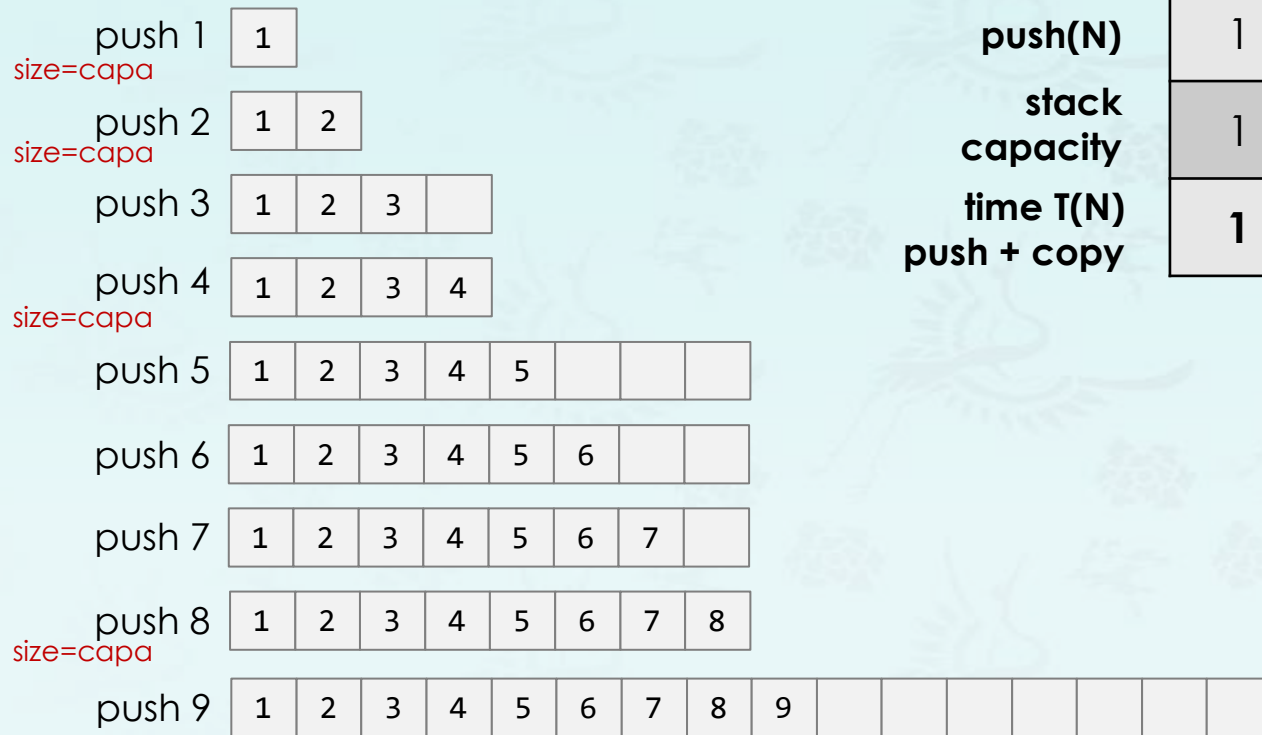 push 1 1
size=capa
push 2 1 2
size=capa
push 3 1 2 3
push 4 1 2 3 4
size=capa
push 5 1 2 3 4 5
push 6 1 2 3 4 5 6
push 7 1 2 3 4 5 6 7
push 8 1 2 3 4 5 6 7 8
size=capa
push 9 1 2 3 4 5 6 7 8 9
push(N) 1
stack
capacity 1
time T(N)
push + copy 1